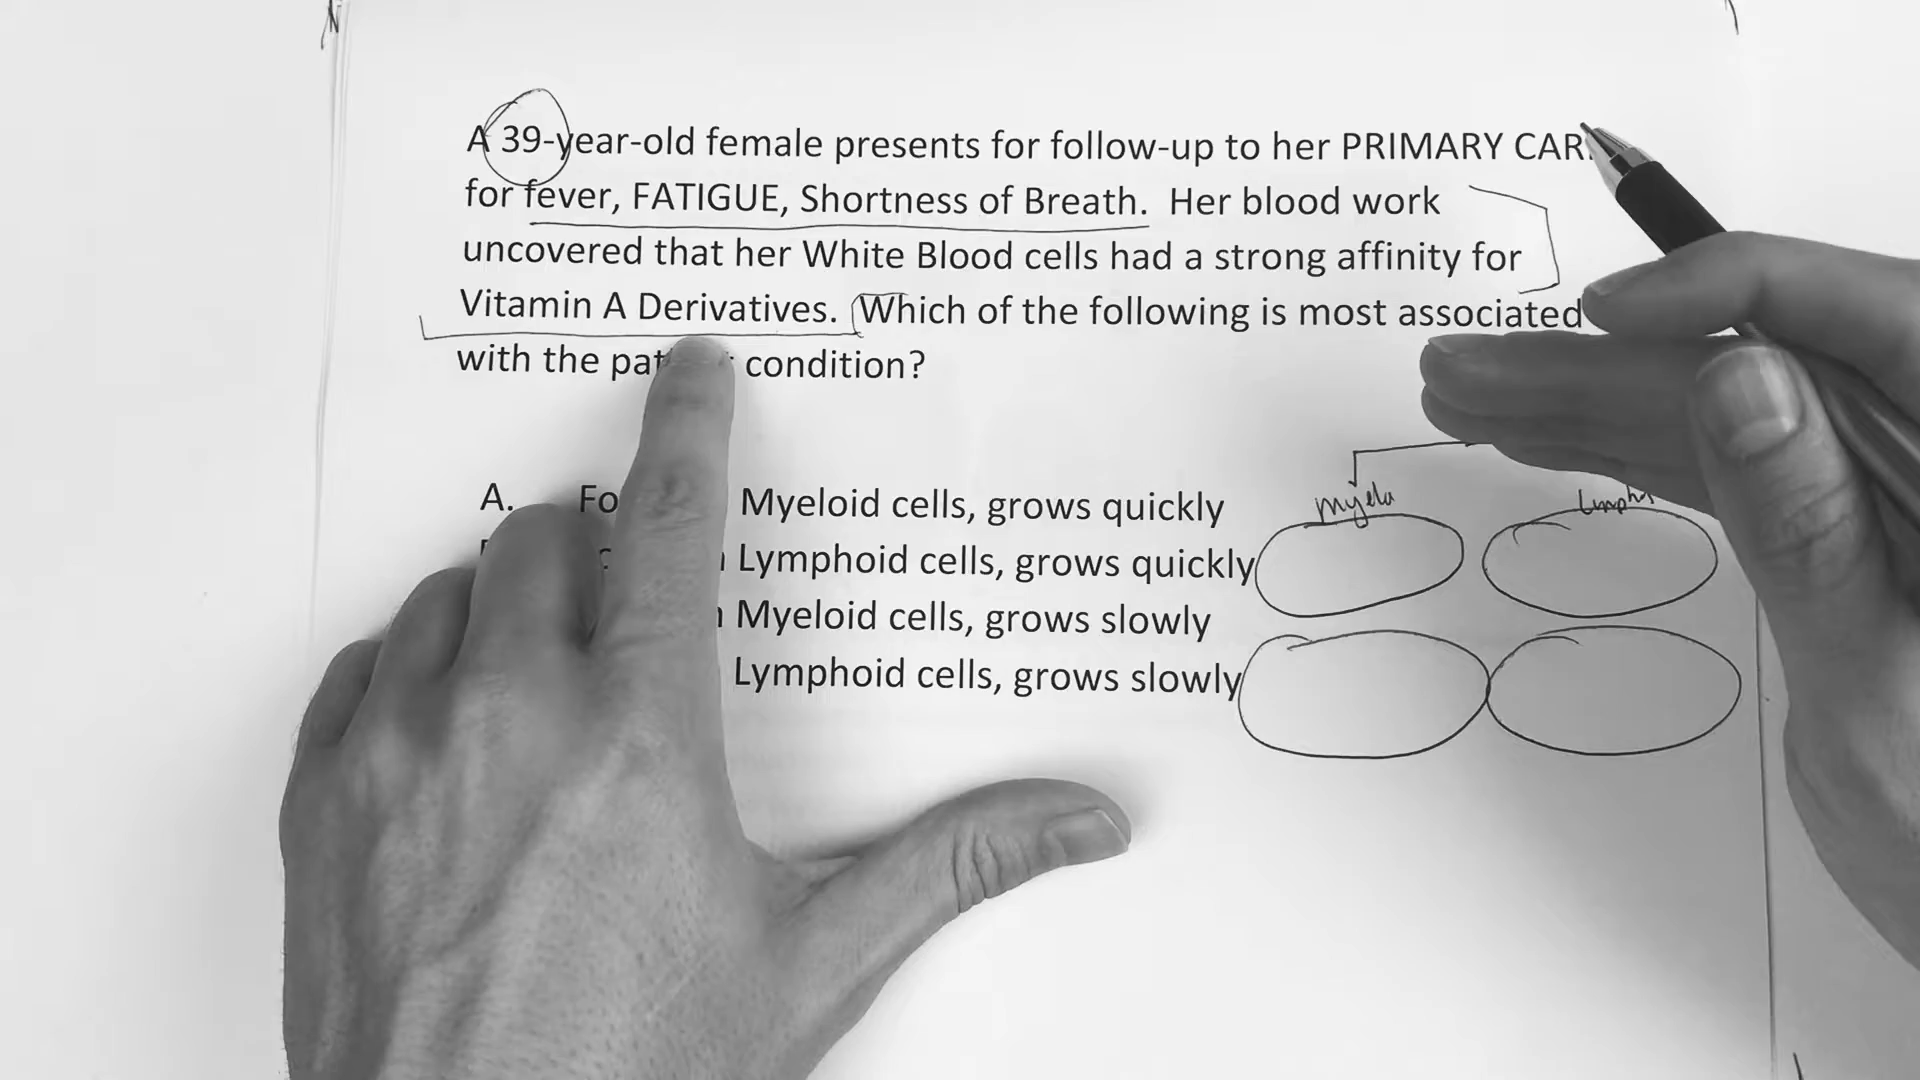 A 39-year-old female presents for follow-up to her PRIMARY CAR
for fever, FATIGUE, Shortness of Breath. Her blood work
uncovered that her White Blood cells had a strong affinity for
Vitamin A Derivatives. Which of the following is most associated
with the condition?
A. Myeloid cells, grows quickly
Lymphoid cells, grows quickly
Myeloid cells, grows slowly
Lymphoid cells, grows slowly